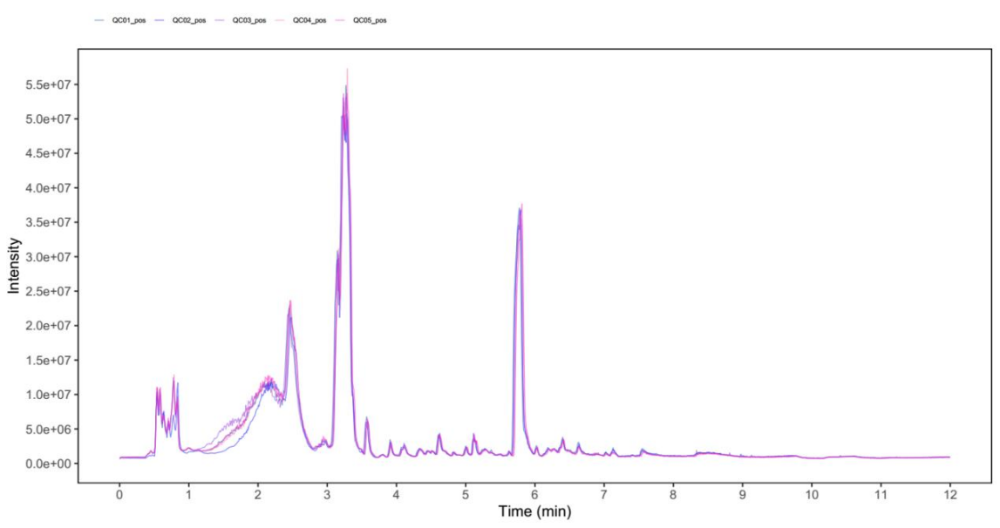 QC01_pos QC02_pos QC03_pos QC04_pos QC05_pos
Intensity
5.5e+07
5.0e+07
4.5e+07
4.0e+07
3.5e+07
3.0e+07
2.5e+07
2.0e+07
1.5e+07
1.0e+07
5.0e+06
0.0e+00
0 1 2 3 4 5 6 7 8 9 10 11 12
Time (min)